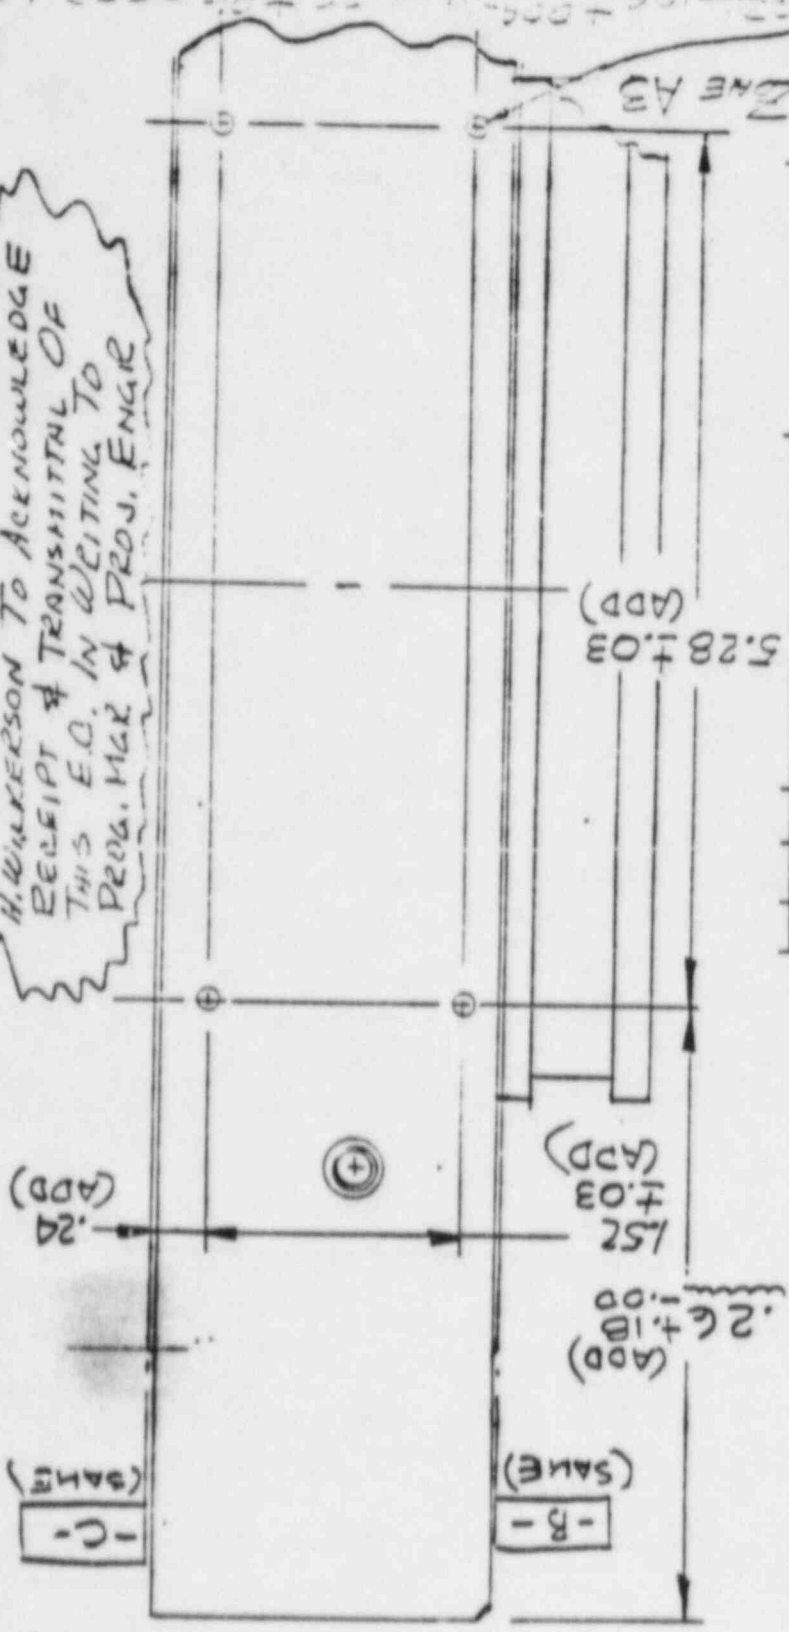 H. WILKERSON TO ACKNOWLEDGE
RECEIPT & TRANSMITTAL OF
THIS E.O. IN WRITING TO
PROG. MGR & PROJ. ENGR
ZONE A3
5.28 ±.03
(ADD)
1.52
±.03
(ADD)
.24
(ADD)
(ADD)
.26 +.18
-.00
-B-
(SAME)
-C-
(SAME)